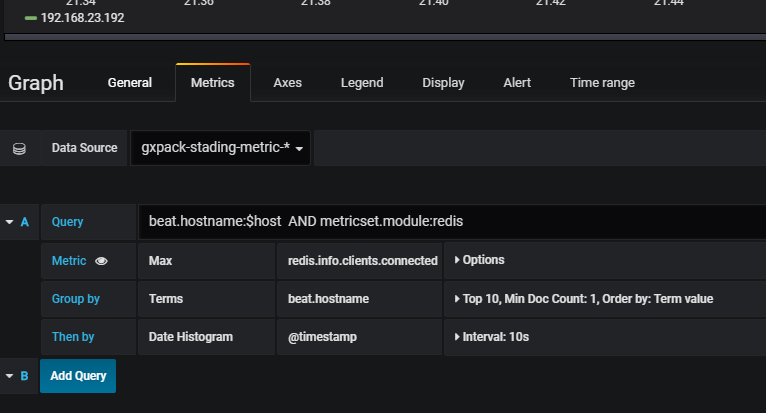 21:34 21:36 21:38 21:40 21:42 21:44
192.168.23.192
Graph General Metrics Axes Legend Display Alert Time range
Data Source gxpack-stading-metric-*
A Query beat.hostname:$host AND metricset.module:redis
Metric Max redis.info.clients.connected Options
Group by Terms beat.hostname Top 10, Min Doc Count: 1, Order by: Term value
Then by Date Histogram @timestamp Interval: 10s
B Add Query